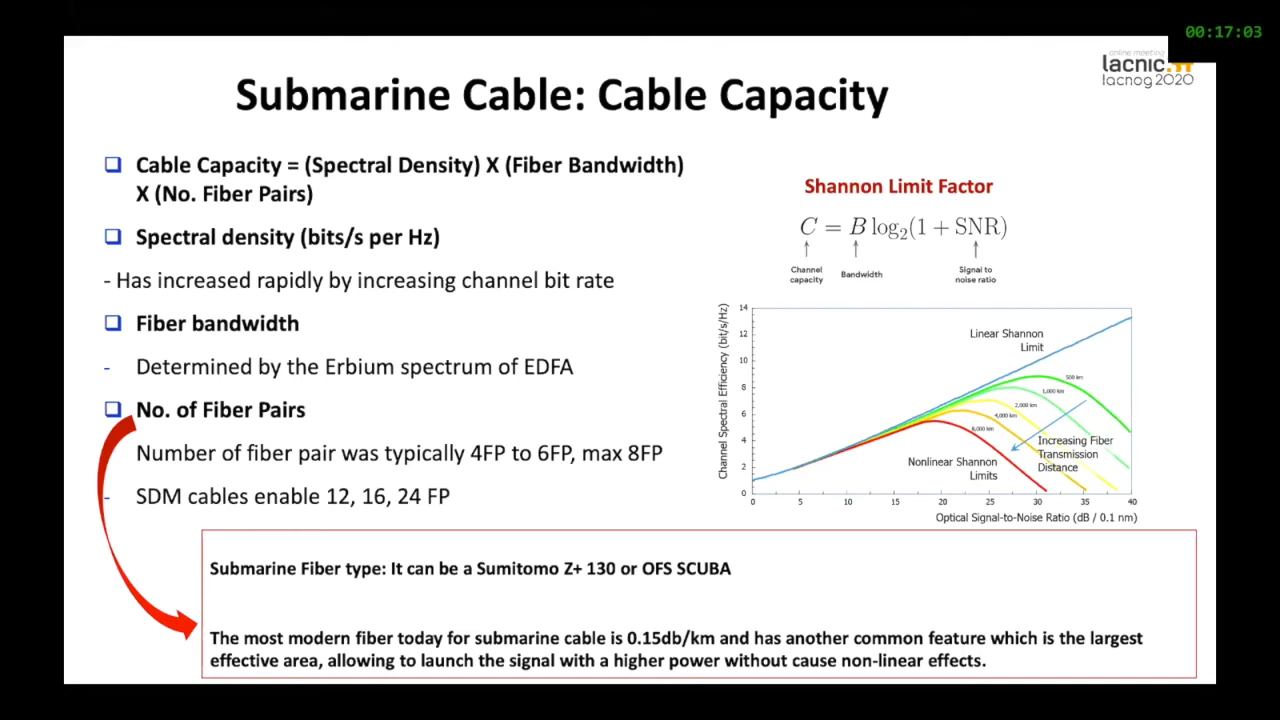 00:17:03
online meeting
lacnic
lacnog 2020
Submarine Cable: Cable Capacity
Cable Capacity = (Spectral Density) X (Fiber Bandwidth)
X (No. Fiber Pairs)
Spectral density (bits/s per Hz)
- Has increased rapidly by increasing channel bit rate
Fiber bandwidth
- Determined by the Erbium spectrum of EDFA
No. of Fiber Pairs
Number of fiber pair was typically 4FP to 6FP, max 8FP
- SDM cables enable 12, 16, 24 FP
Shannon Limit Factor
C = B log₂(1 + SNR)
Channel capacity
Bandwidth
Signal to noise ratio
Channel Spectral Efficiency (bit/s/Hz)
14
12
10
8
6
4
2
0
Linear Shannon
Limit
500 km
1,000 km
2,000 km
4,000 km
8,000 km
Increasing Fiber
Transmission
Distance
Nonlinear Shannon
Limits
0 5 10 15 20 25 30 35 40
Optical Signal-to-Noise Ratio (dB / 0.1 nm)
Submarine Fiber type: It can be a Sumitomo Z+ 130 or OFS SCUBA
The most modern fiber today for submarine cable is 0.15db/km and has another common feature which is the largest
effective area, allowing to launch the signal with a higher power without cause non-linear effects.